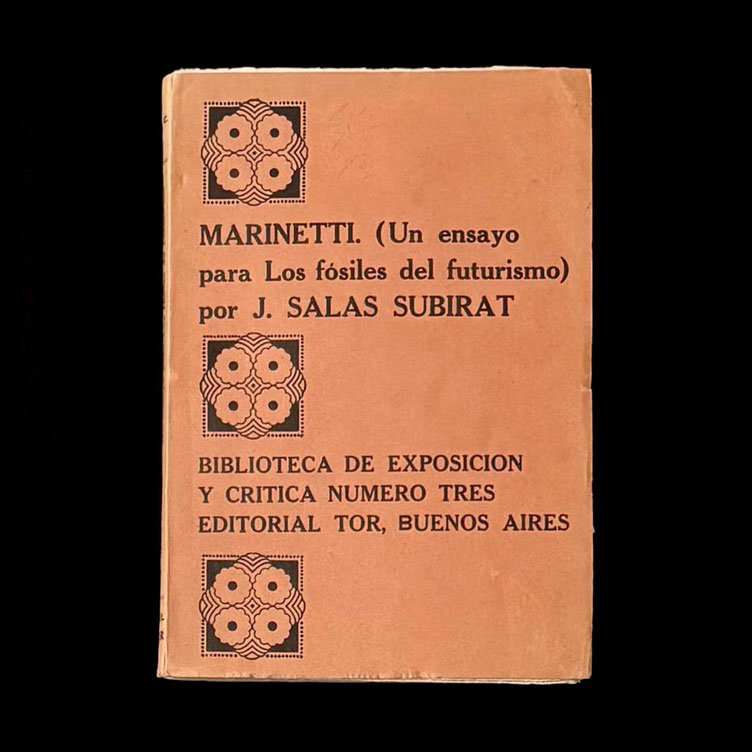 MARINETTI. (Un ensayo
para Los fósiles del futurismo)
por J. SALAS SUBIRAT
BIBLIOTECA DE EXPOSICION
Y CRITICA NUMERO TRES
EDITORIAL TOR, BUENOS AIRES